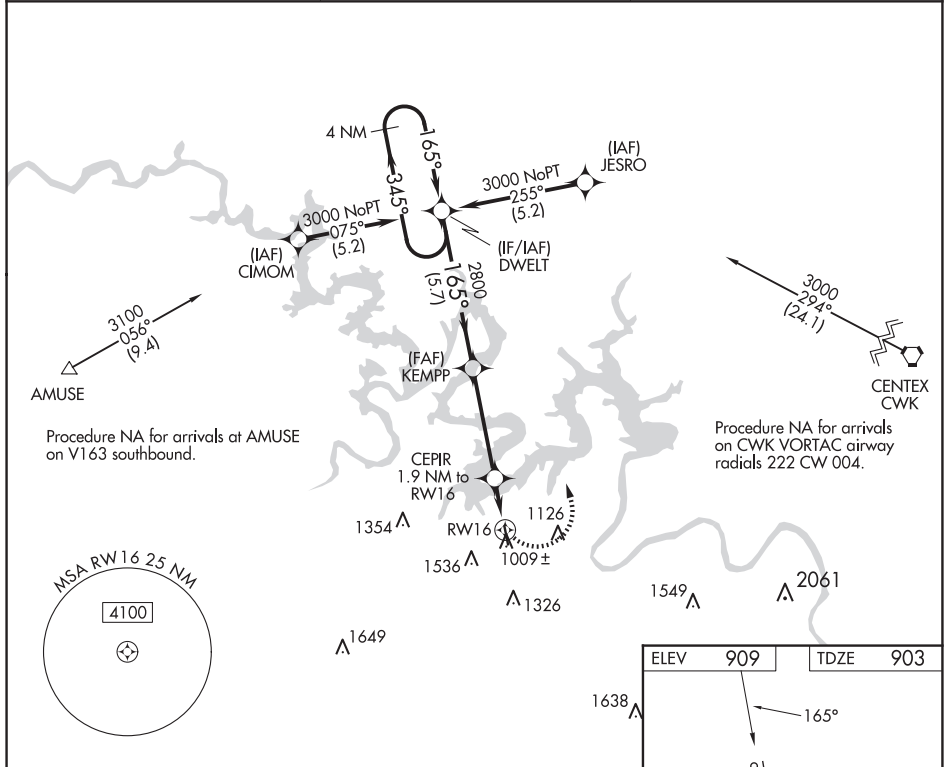 4 NM
165°
345°
(IAF)
JESRO
3000 NoPT
255°
(5.2)
3000 NoPT
075°
(5.2)
(IAF)
CIMOM
(IF/IAF)
DWELT
2800
165°
(5.7)
3100
056°
(9.4)
AMUSE
3000
294°
(24.1)
CENTEX
CWK
(FAF)
KEMPP
Procedure NA for arrivals at AMUSE
on V163 southbound.
Procedure NA for arrivals
on CWK VORTAC airway
radials 222 CW 004.
CEPIR
1.9 NM to
RW16
1354
RW16
1126
1536
1009 ±
1326
1549
2061
MSA RW 16 25 NM
4100
1649
1638
ELEV 909
TDZE 903
165°